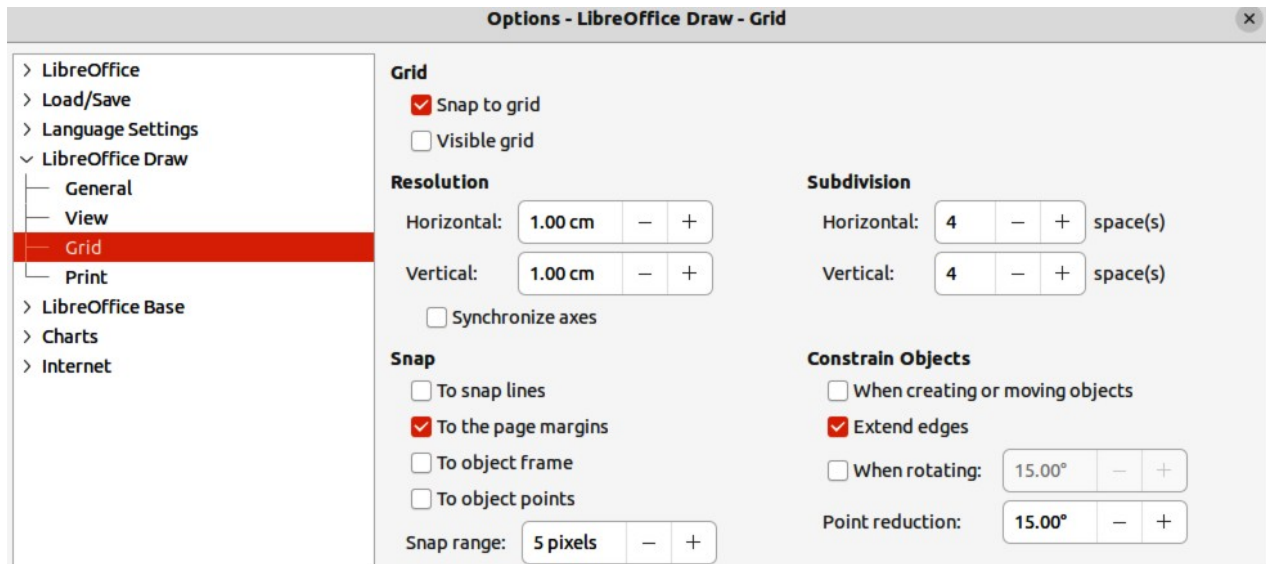 Options - LibreOffice Draw - Grid
LibreOffice
Load/Save
Language Settings
LibreOffice Draw
General
View
Grid
Print
LibreOffice Base
Charts
Internet
Grid
Snap to grid
Visible grid
Resolution
Horizontal: 1.00 cm
Vertical: 1.00 cm
Synchronize axes
Subdivision
Horizontal: 4 space(s)
Vertical: 4 space(s)
Snap
To snap lines
To the page margins
To object frame
To object points
Snap range: 5 pixels
Constrain Objects
When creating or moving objects
Extend edges
When rotating: 15.00°
Point reduction: 15.00°